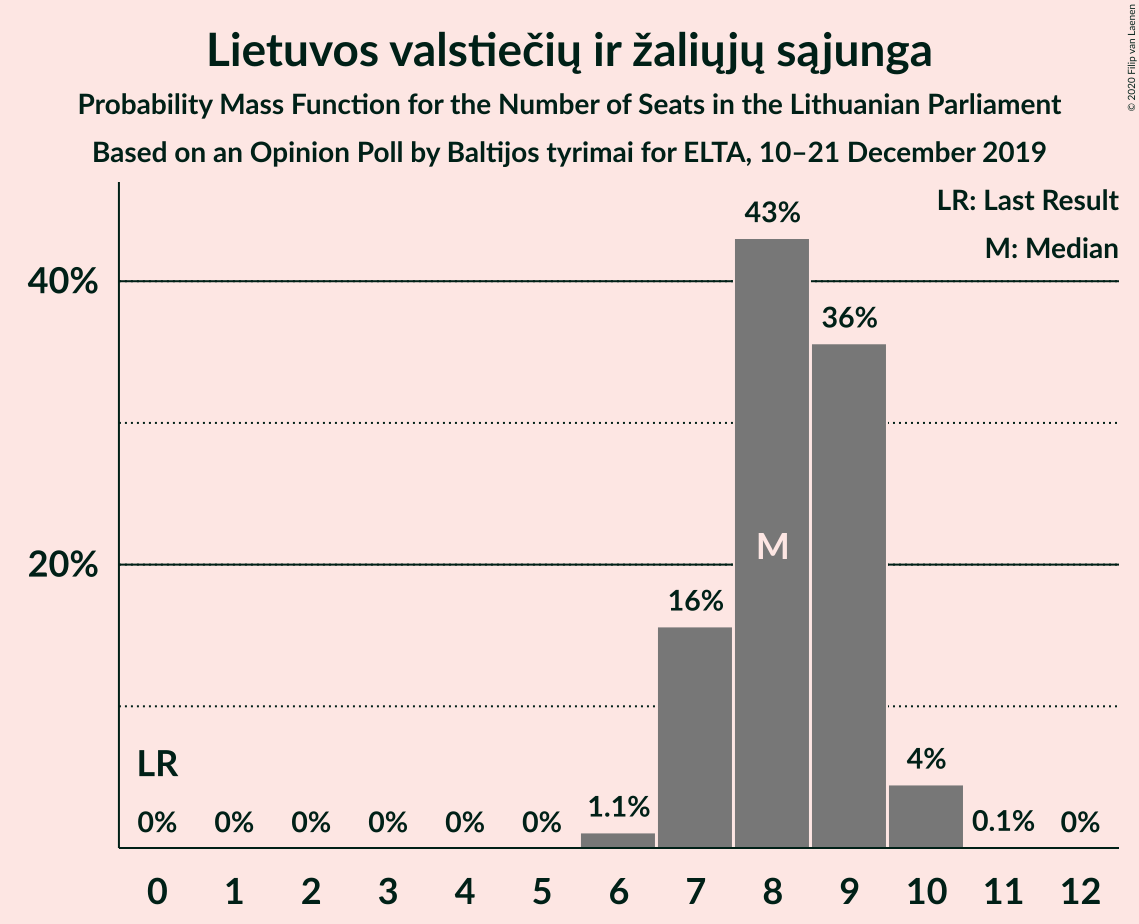 Lietuvos valstiečių ir žaliųjų sąjunga
Probability Mass Function for the Number of Seats in the Lithuanian Parliament
Based on an Opinion Poll by Baltijos tyrimai for ELTA, 10–21 December 2019
© 2020 Filip van Laenen
LR: Last Result
M: Median
43%
40%
36%
M
20%
16%
LR
4%
1.1%
0% 0% 0% 0% 0% 0% 0.1% 0%
0 1 2 3 4 5 6 7 8 9 10 11 12